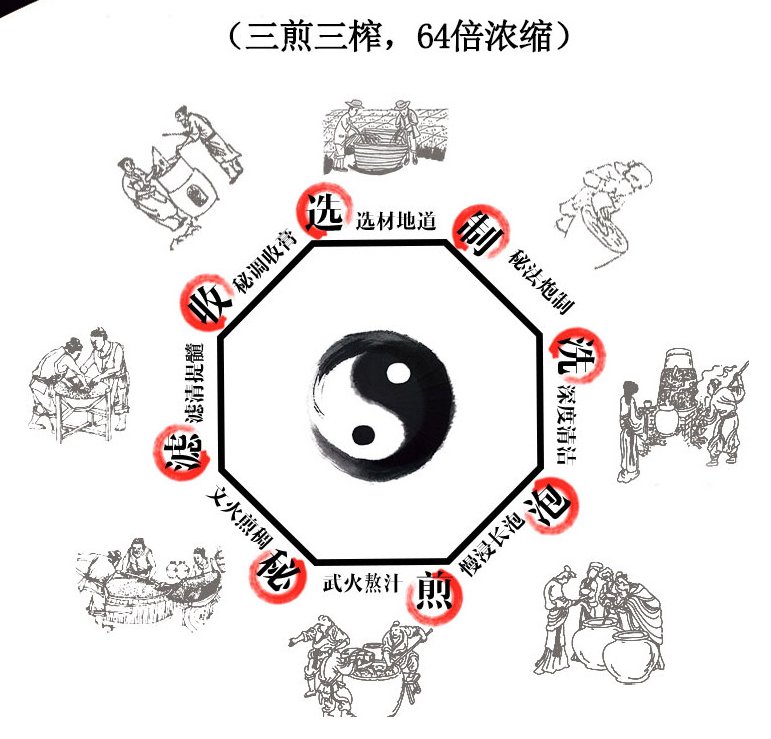 （三煎三榨，64倍浓缩）
选 选材地道
制 秘法炮制
洗 深度清洁
泡 慢浸长泡
煎 武火熬汁
秘 文火煎稠
滤 滤清提髓
收 秘调收膏